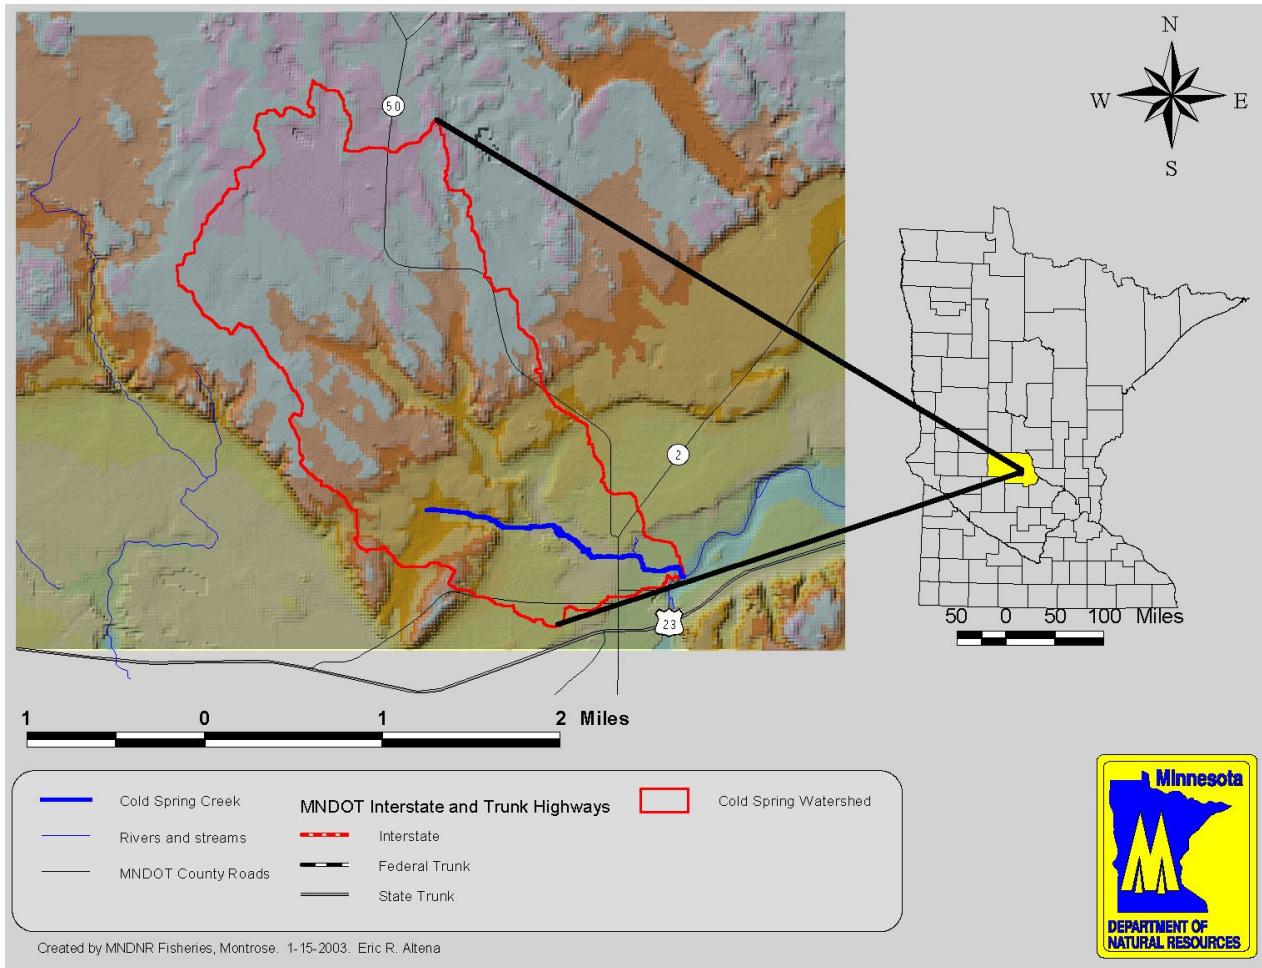 N
W E
S
50
2
23
50 0 50 100 Miles
1 0 1 2 Miles
Cold Spring Creek
Rivers and streams
MNDOT County Roads
MNDOT Interstate and Trunk Highways
Interstate
Federal Trunk
State Trunk
Cold Spring Watershed
Minnesota
M
DEPARTMENT OF
NATURAL RESOURCES
Created by MNDNR Fisheries, Montrose. 1-15-2003. Eric R. Altena